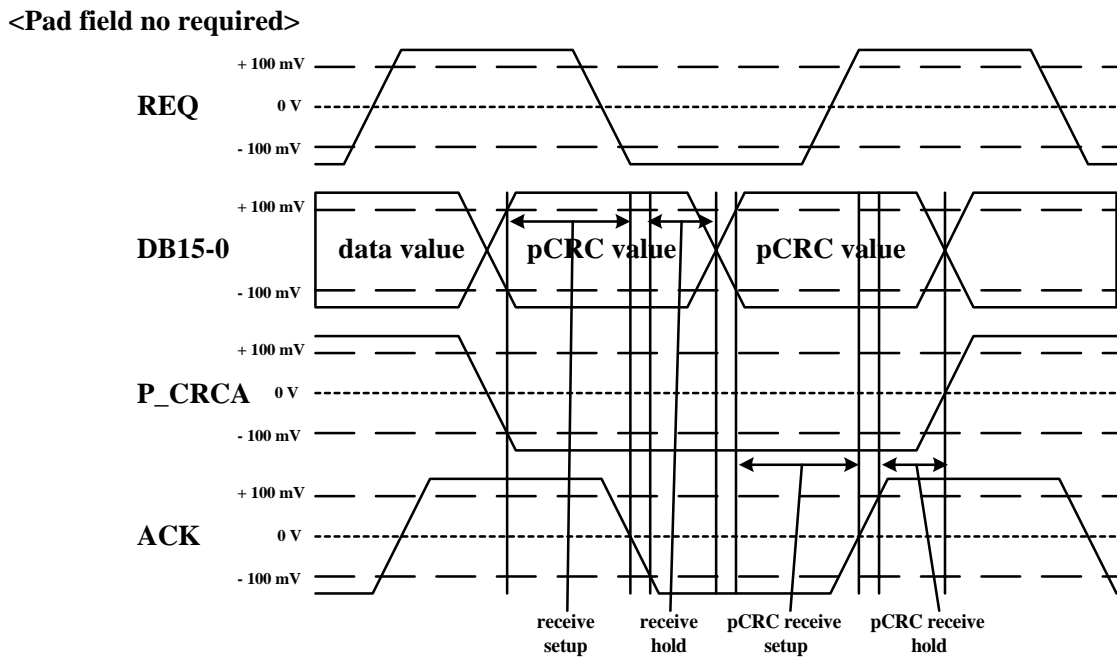 <Pad field no required>
+ 100 mV
REQ 0 V
- 100 mV
+ 100 mV
DB15-0 data value pCRC value pCRC value
- 100 mV
+ 100 mV
P_CRCA 0 V
- 100 mV
+ 100 mV
ACK 0 V
- 100 mV
receive setup
receive hold
pCRC receive setup
pCRC receive hold